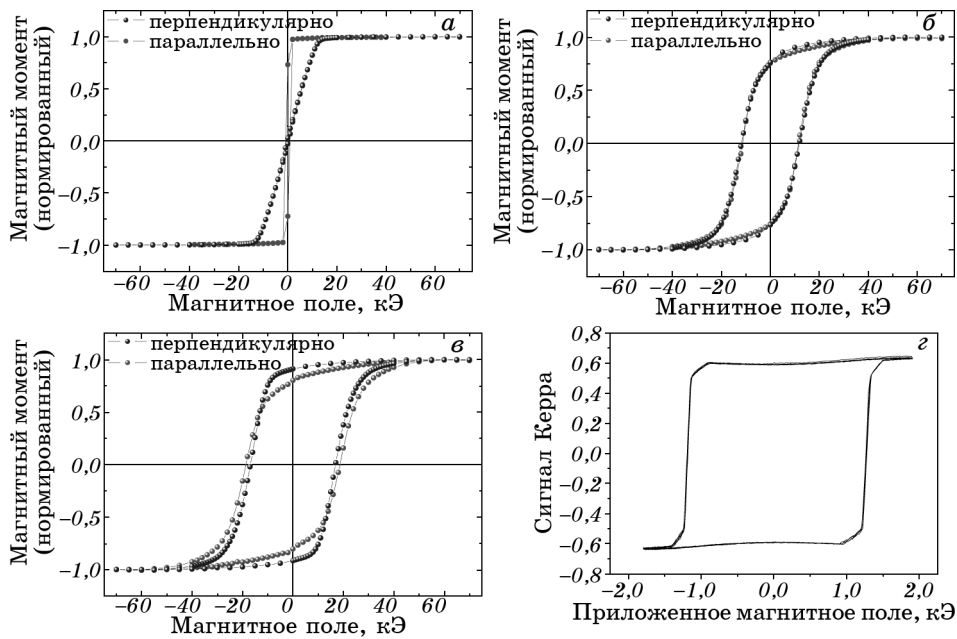 перпендикулярно
параллельно
а
Магнитный момент
(нормированный)
1,0
0,5
0,0
−0,5
−1,0
−60 −40 −20 0 20 40 60
Магнитное поле, кЭ
перпендикулярно
параллельно
б
Магнитный момент
(нормированный)
1,0
0,5
0,0
−0,5
−1,0
−60 −40 −20 0 20 40 60
Магнитное поле, кЭ
перпендикулярно
параллельно
в
Магнитный момент
(нормированный)
1,0
0,5
0,0
−0,5
−1,0
−60 −40 −20 0 20 40 60
Магнитное поле, кЭ
г
Сигнал Керра
0,8
0,6
0,4
0,2
0,0
−0,2
−0,4
−0,6
−0,8
−2,0 −1,0 0,0 1,0 2,0
Приложенное магнитное поле, кЭ